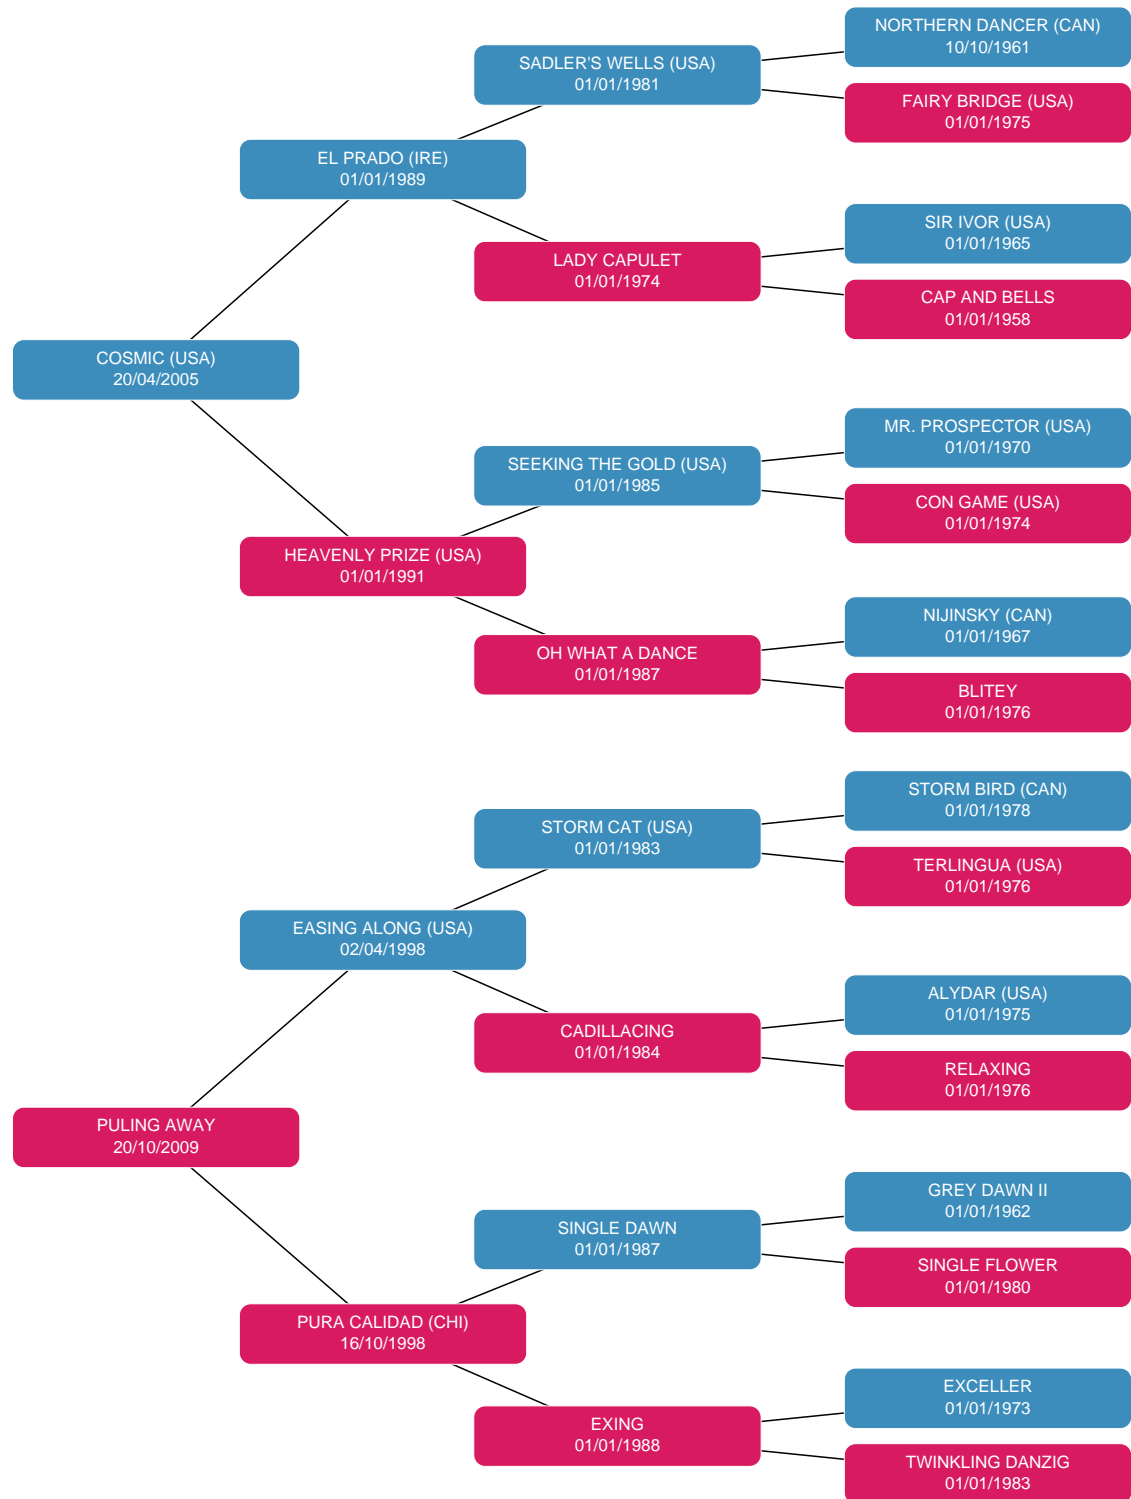 NORTHERN DANCER (CAN)
10/10/1961
SADLER'S WELLS (USA)
01/01/1981
FAIRY BRIDGE (USA)
01/01/1975
EL PRADO (IRE)
01/01/1989
SIR IVOR (USA)
01/01/1965
LADY CAPULET
01/01/1974
CAP AND BELLS
01/01/1958
COSMIC (USA)
20/04/2005
MR. PROSPECTOR (USA)
01/01/1970
SEEKING THE GOLD (USA)
01/01/1985
CON GAME (USA)
01/01/1974
HEAVENLY PRIZE (USA)
01/01/1991
NIJINSKY (CAN)
01/01/1967
OH WHAT A DANCE
01/01/1987
BLITEY
01/01/1976
STORM BIRD (CAN)
01/01/1978
STORM CAT (USA)
01/01/1983
TERLINGUA (USA)
01/01/1976
EASING ALONG (USA)
02/04/1998
ALYDAR (USA)
01/01/1975
CADILLACING
01/01/1984
RELAXING
01/01/1976
PULING AWAY
20/10/2009
GREY DAWN II
01/01/1962
SINGLE DAWN
01/01/1987
SINGLE FLOWER
01/01/1980
PURA CALIDAD (CHI)
16/10/1998
EXCELLER
01/01/1973
EXING
01/01/1988
TWINKLING DANZIG
01/01/1983